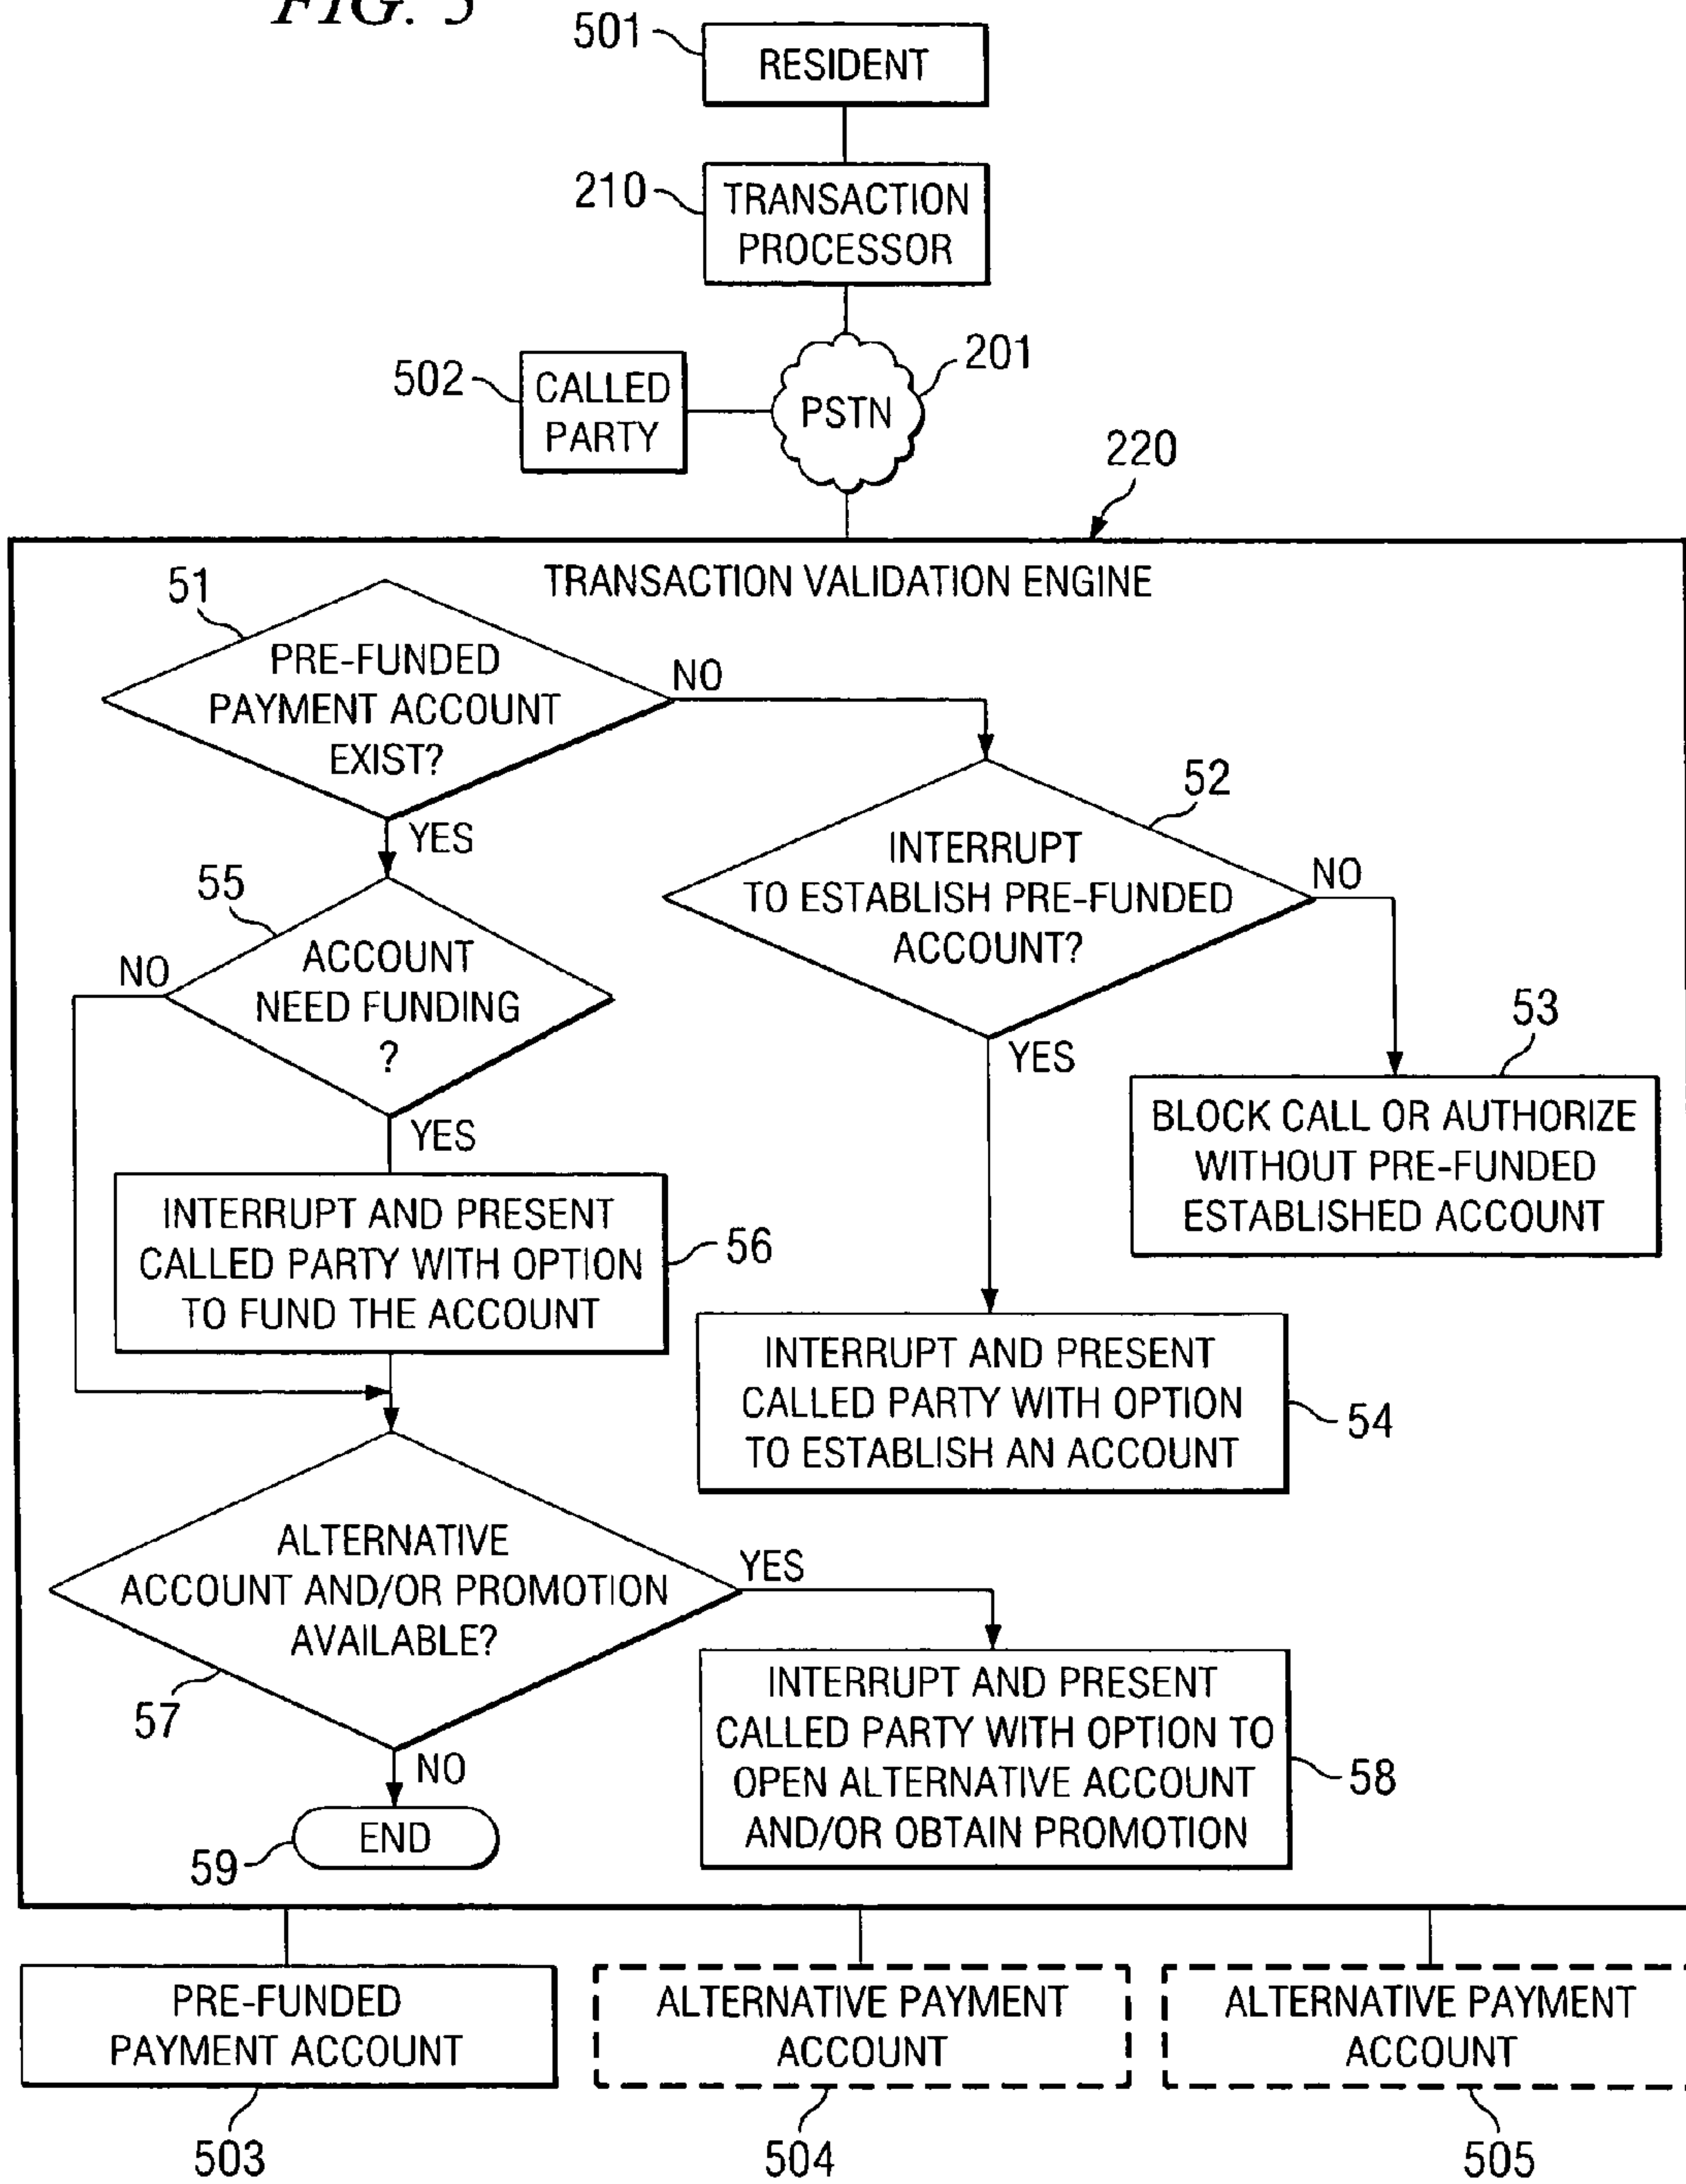 FIG. 5
501
RESIDENT
210
TRANSACTION
PROCESSOR
502
CALLED
PARTY
PSTN
201
220
TRANSACTION VALIDATION ENGINE
51
PRE-FUNDED
PAYMENT ACCOUNT
EXIST?
NO
YES
52
INTERRUPT
TO ESTABLISH PRE-FUNDED
ACCOUNT?
NO
YES
55
ACCOUNT
NEED FUNDING
?
NO
YES
53
BLOCK CALL OR AUTHORIZE
WITHOUT PRE-FUNDED
ESTABLISHED ACCOUNT
INTERRUPT AND PRESENT
CALLED PARTY WITH OPTION
TO FUND THE ACCOUNT
56
INTERRUPT AND PRESENT
CALLED PARTY WITH OPTION
TO ESTABLISH AN ACCOUNT
54
ALTERNATIVE
ACCOUNT AND/OR PROMOTION
AVAILABLE?
YES
57
NO
INTERRUPT AND PRESENT
CALLED PARTY WITH OPTION TO
OPEN ALTERNATIVE ACCOUNT
AND/OR OBTAIN PROMOTION
58
END
59
PRE-FUNDED
PAYMENT ACCOUNT
503
ALTERNATIVE PAYMENT
ACCOUNT
504
ALTERNATIVE PAYMENT
ACCOUNT
505